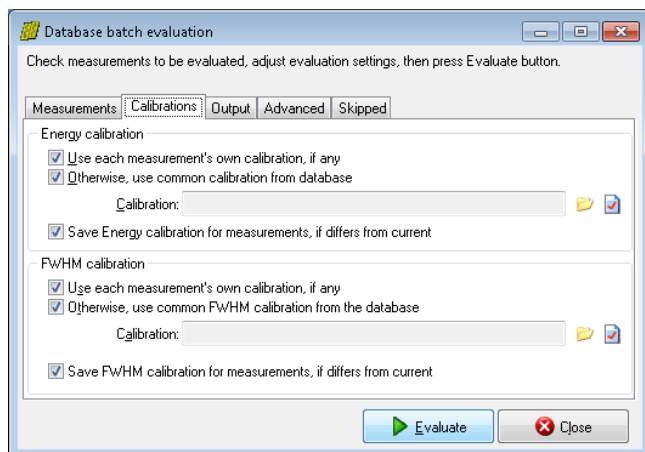 Database batch evaluation
Check measurements to be evaluated, adjust evaluation settings, then press Evaluate button.
Measurements Calibrations Output Advanced Skipped
Energy calibration
Use each measurement's own calibration, if any
Otherwise, use common calibration from database
Calibration:
Save Energy calibration for measurements, if differs from current
FWHM calibration
Use each measurement's own calibration, if any
Otherwise, use common FWHM calibration from the database
Calibration:
Save FWHM calibration for measurements, if differs from current
Evaluate Close